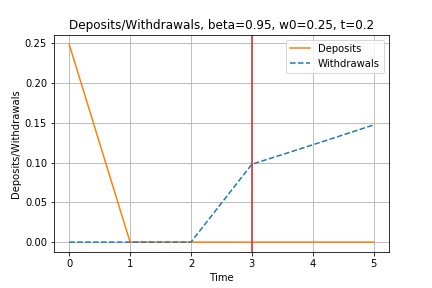 Deposits/Withdrawals, beta=0.95, w0=0.25, t=0.2
Deposits
Withdrawals
Deposits/Withdrawals
0.25
0.20
0.15
0.10
0.05
0.00
0 1 2 3 4 5
Time